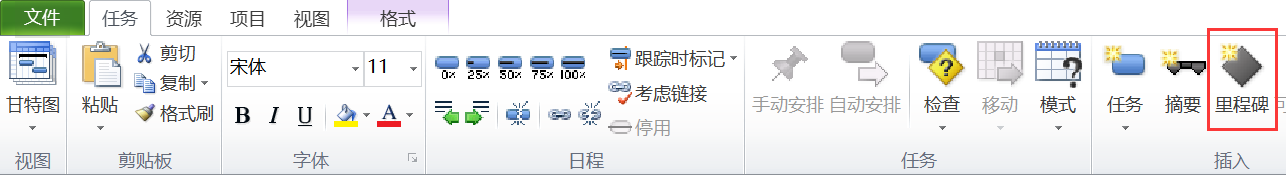 文件 任务 资源 项目 视图 格式
甘特图
视图
粘贴
剪切
复制
格式刷
剪贴板
宋体 11
B I U A
字体
0% 25% 50% 75% 100%
跟踪时标记
考虑链接
停用
日程
手动安排 自动安排 检查 移动 模式
任务
任务 摘要 里程碑
插入